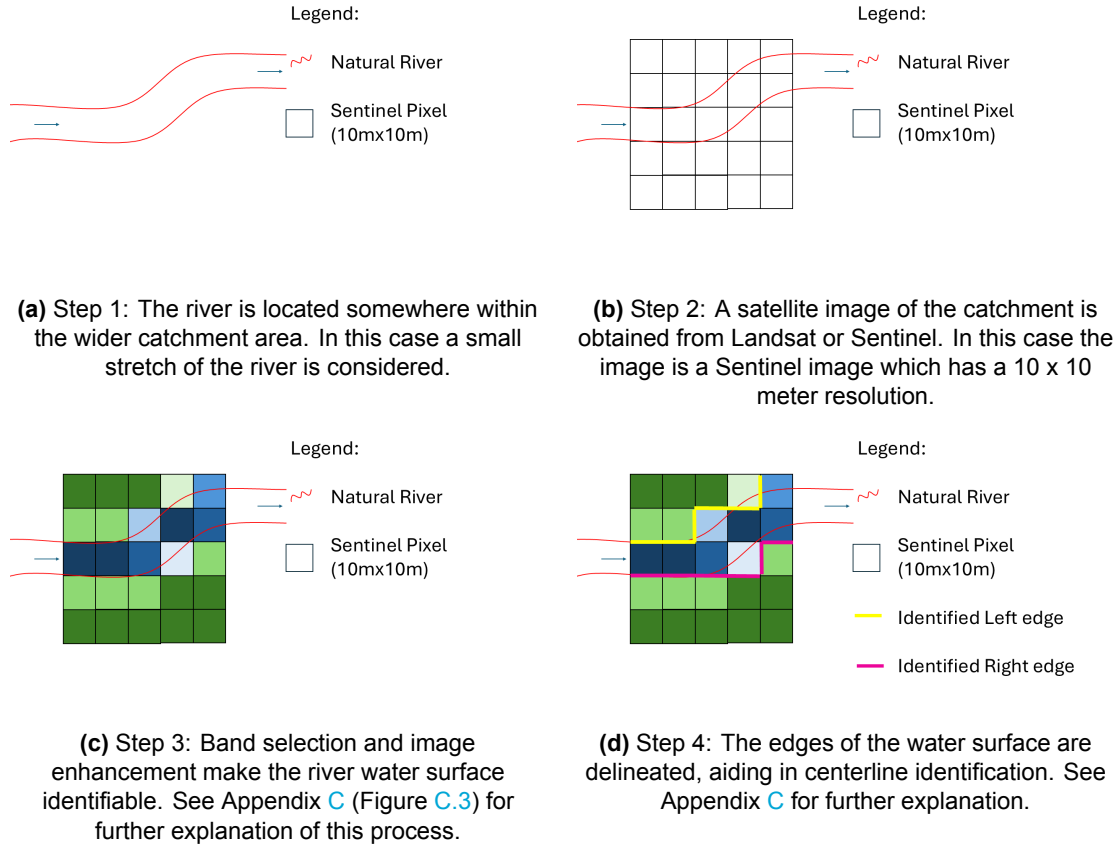 Legend:
Natural River
Sentinel Pixel
(10mx10m)
(a) Step 1: The river is located somewhere within
the wider catchment area. In this case a small
stretch of the river is considered.
Legend:
Natural River
Sentinel Pixel
(10mx10m)
(b) Step 2: A satellite image of the catchment is
obtained from Landsat or Sentinel. In this case the
image is a Sentinel image which has a 10 x 10
meter resolution.
Legend:
Natural River
Sentinel Pixel
(10mx10m)
(c) Step 3: Band selection and image
enhancement make the river water surface
identifiable. See Appendix C (Figure C.3) for
further explanation of this process.
Legend:
Natural River
Sentinel Pixel
(10mx10m)
Identified Left edge
Identified Right edge
(d) Step 4: The edges of the water surface are
delineated, aiding in centerline identification. See
Appendix C for further explanation.